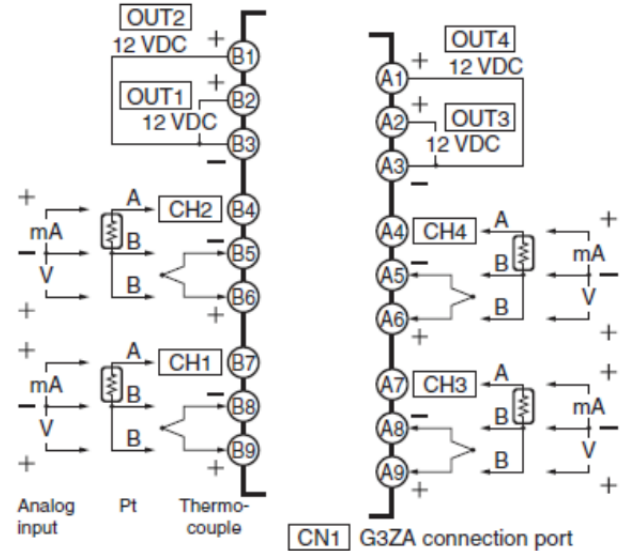 OUT2
12 VDC
+
B1
+
OUT1
B2
12 VDC
B3
−
+
A
CH2
B4
mA
B
−
B5
−
V
B
B6
+
+
+
A
CH1
B7
mA
B
−
B8
−
V
B
B9
+
+
Analog input
Pt
Thermo-
couple
OUT4
+
12 VDC
A1
+
OUT3
A2
12 VDC
A3
−
A4
CH4
A
+
mA
A5
−
B
−
V
A6
B
+
+
A7
CH3
A
+
mA
A8
−
B
−
V
A9
B
+
+
CN1 G3ZA connection port